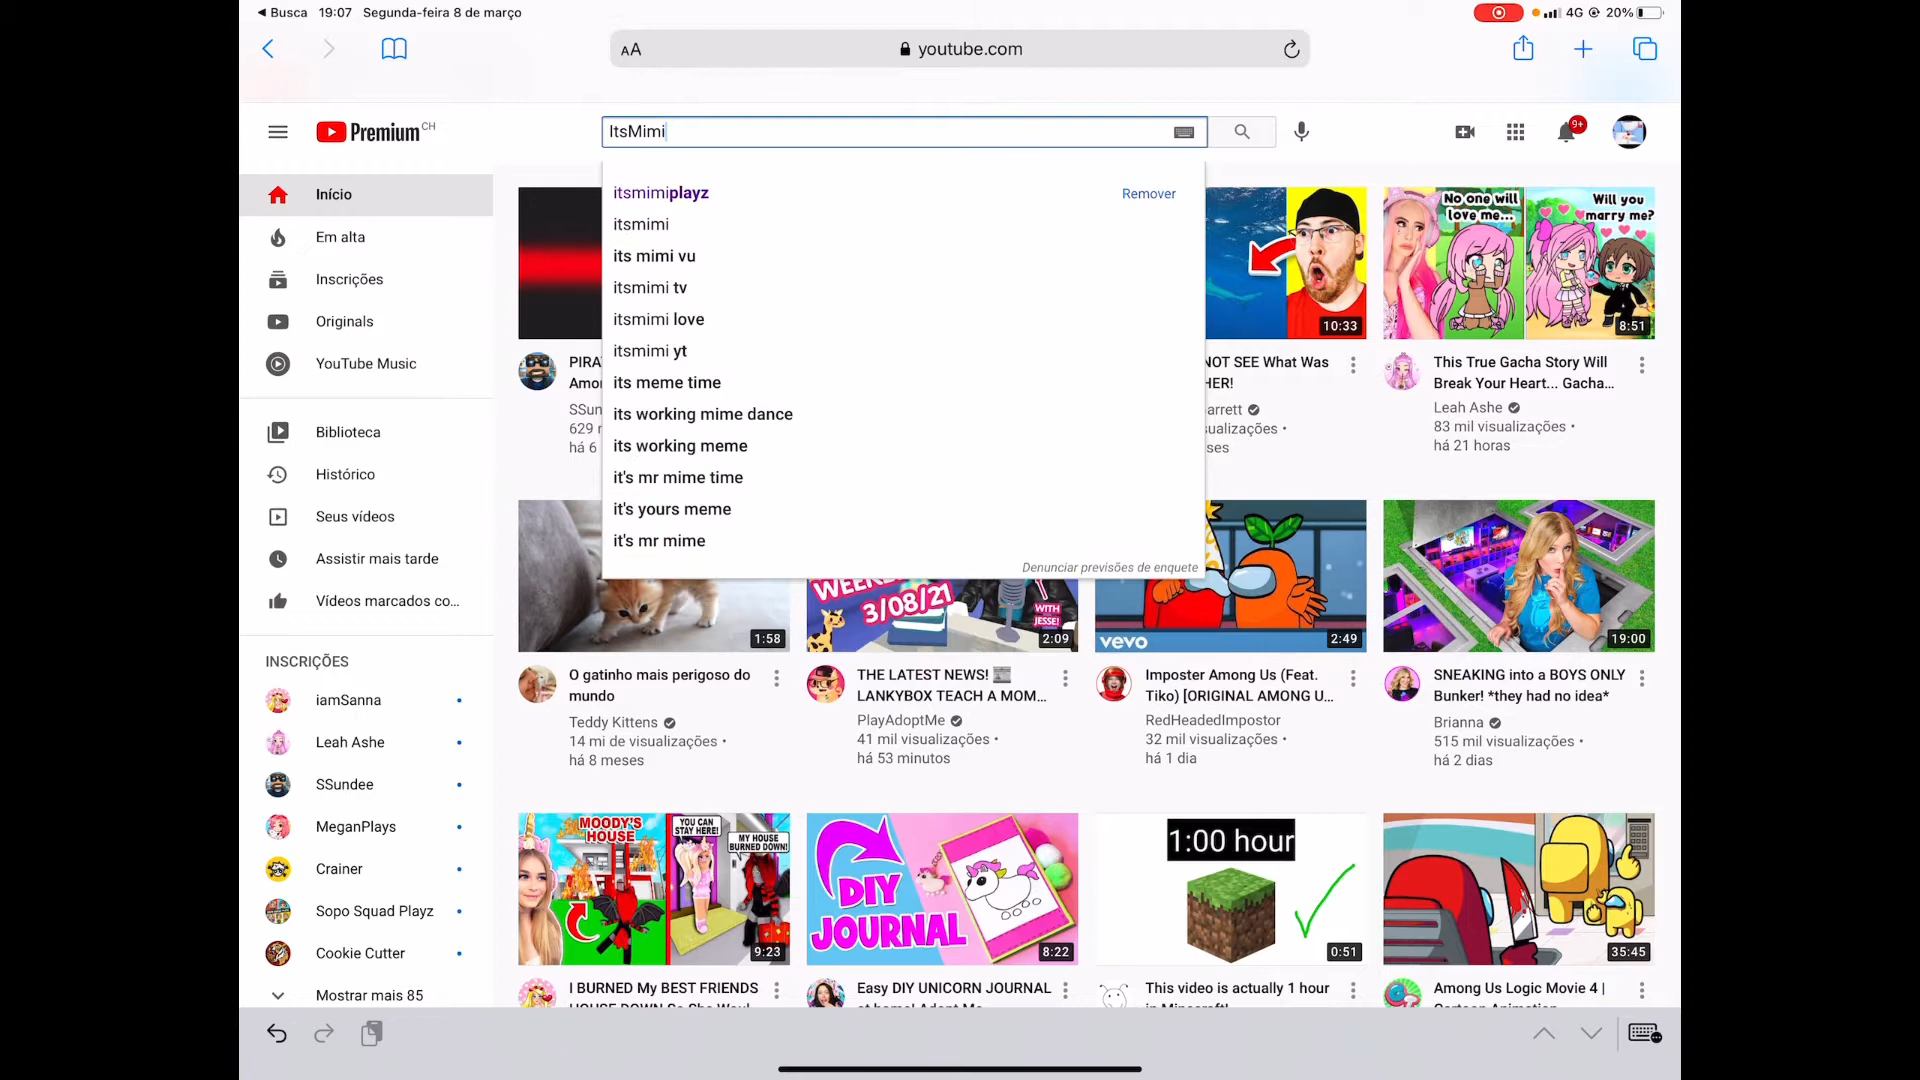 Busca 19:07 Segunda-feira 8 de março
4G 20%
AA youtube.com
Premium CH
ItsMimi
9+
Início
Em alta
Inscrições
Originals
YouTube Music
Biblioteca
Histórico
Seus vídeos
Assistir mais tarde
Vídeos marcados co...
INSCRIÇÕES
iamSanna
Leah Ashe
SSundee
MeganPlays
Crainer
Sopo Squad Playz
Cookie Cutter
Mostrar mais 85
itsmimiplayz Remover
itsmimi
its mimi vu
itsmimi tv
itsmimi love
itsmimi yt
its meme time
its working mime dance
its working meme
it's mr mime time
it's yours meme
it's mr mime
Denunciar previsões de enquete
10:33
No one will
love me...
Will you
marry me?
8:51
NOT SEE What Was
This True Gacha Story Will
Break Your Heart... Gacha...
Leah Ashe
83 mil visualizações •
há 21 horas
1:58
O gatinho mais perigoso do
mundo
Teddy Kittens
14 mi de visualizações •
há 8 meses
3/08/21
WITH
JESSE!
2:09
THE LATEST NEWS! 📰
LANKYBOX TEACH A MOM...
PlayAdoptMe
41 mil visualizações •
há 53 minutos
vevo
2:49
Imposter Among Us (Feat.
Tiko) [ORIGINAL AMONG U...
RedHeadedImpostor
32 mil visualizações •
há 1 dia
19:00
SNEAKING into a BOYS ONLY
Bunker! *they had no idea*
Brianna
515 mil visualizações •
há 2 dias
MOODY'S
HOUSE
YOU CAN
STAY HERE!
MY HOUSE
BURNED DOWN!
9:23
I BURNED My BEST FRIENDS
DIY
JOURNAL
8:22
Easy DIY UNICORN JOURNAL
1:00 hour
0:51
This video is actually 1 hour
in Minecraft!
35:45
Among Us Logic Movie 4 |
Cartoon Animation